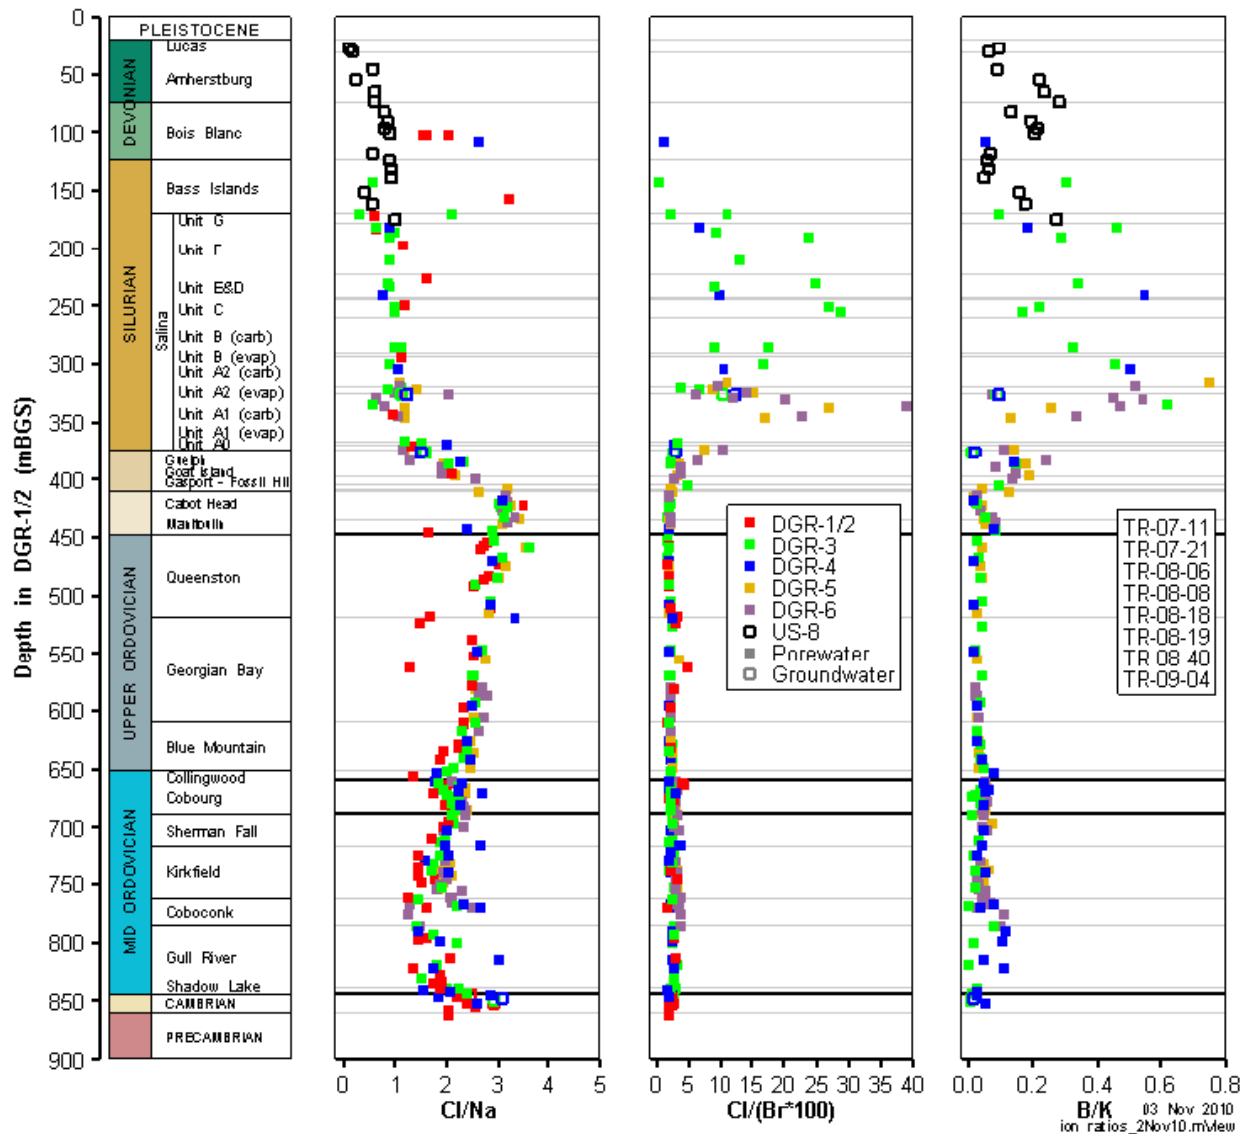 0
50
100
150
200
250
300
350
400
450
500
550
600
650
700
750
800
850
900
Depth in DGR-1/2 (mBGS)
PLEISTOCENE
DEVONIAN
SILURIAN
UPPER ORDOVICIAN
MID ORDOVICIAN
Lucas
Amherstburg
Bois Blanc
Bass Islands
Salina
Unit G
Unit F
Unit E&D
Unit C
Unit B (carb)
Unit B (evap)
Unit A2 (carb)
Unit A2 (evap)
Unit A1 (carb)
Unit A1 (evap)
Unit A0
Guelph
Goat Island
Gasport - Fossil Hill
Cabot Head
Manitoulin
Queenston
Georgian Bay
Blue Mountain
Collingwood
Cobourg
Sherman Fall
Kirkfield
Coboconk
Gull River
Shadow Lake
CAMBRIAN
PRECAMBRIAN
0 1 2 3 4 5
Cl/Na
DGR-1/2
DGR-3
DGR-4
DGR-5
DGR-6
US-8
Porewater
Groundwater
0 5 10 15 20 25 30 35 40
Cl/(Br*100)
TR-07-11
TR-07-21
TR-08-06
TR-08-08
TR-08-18
TR-08-19
TR 08 40
TR-09-04
0.0 0.2 0.4 0.6 0.8
B/K
03 Nov 2010
ion ratios_2Nov10.mView